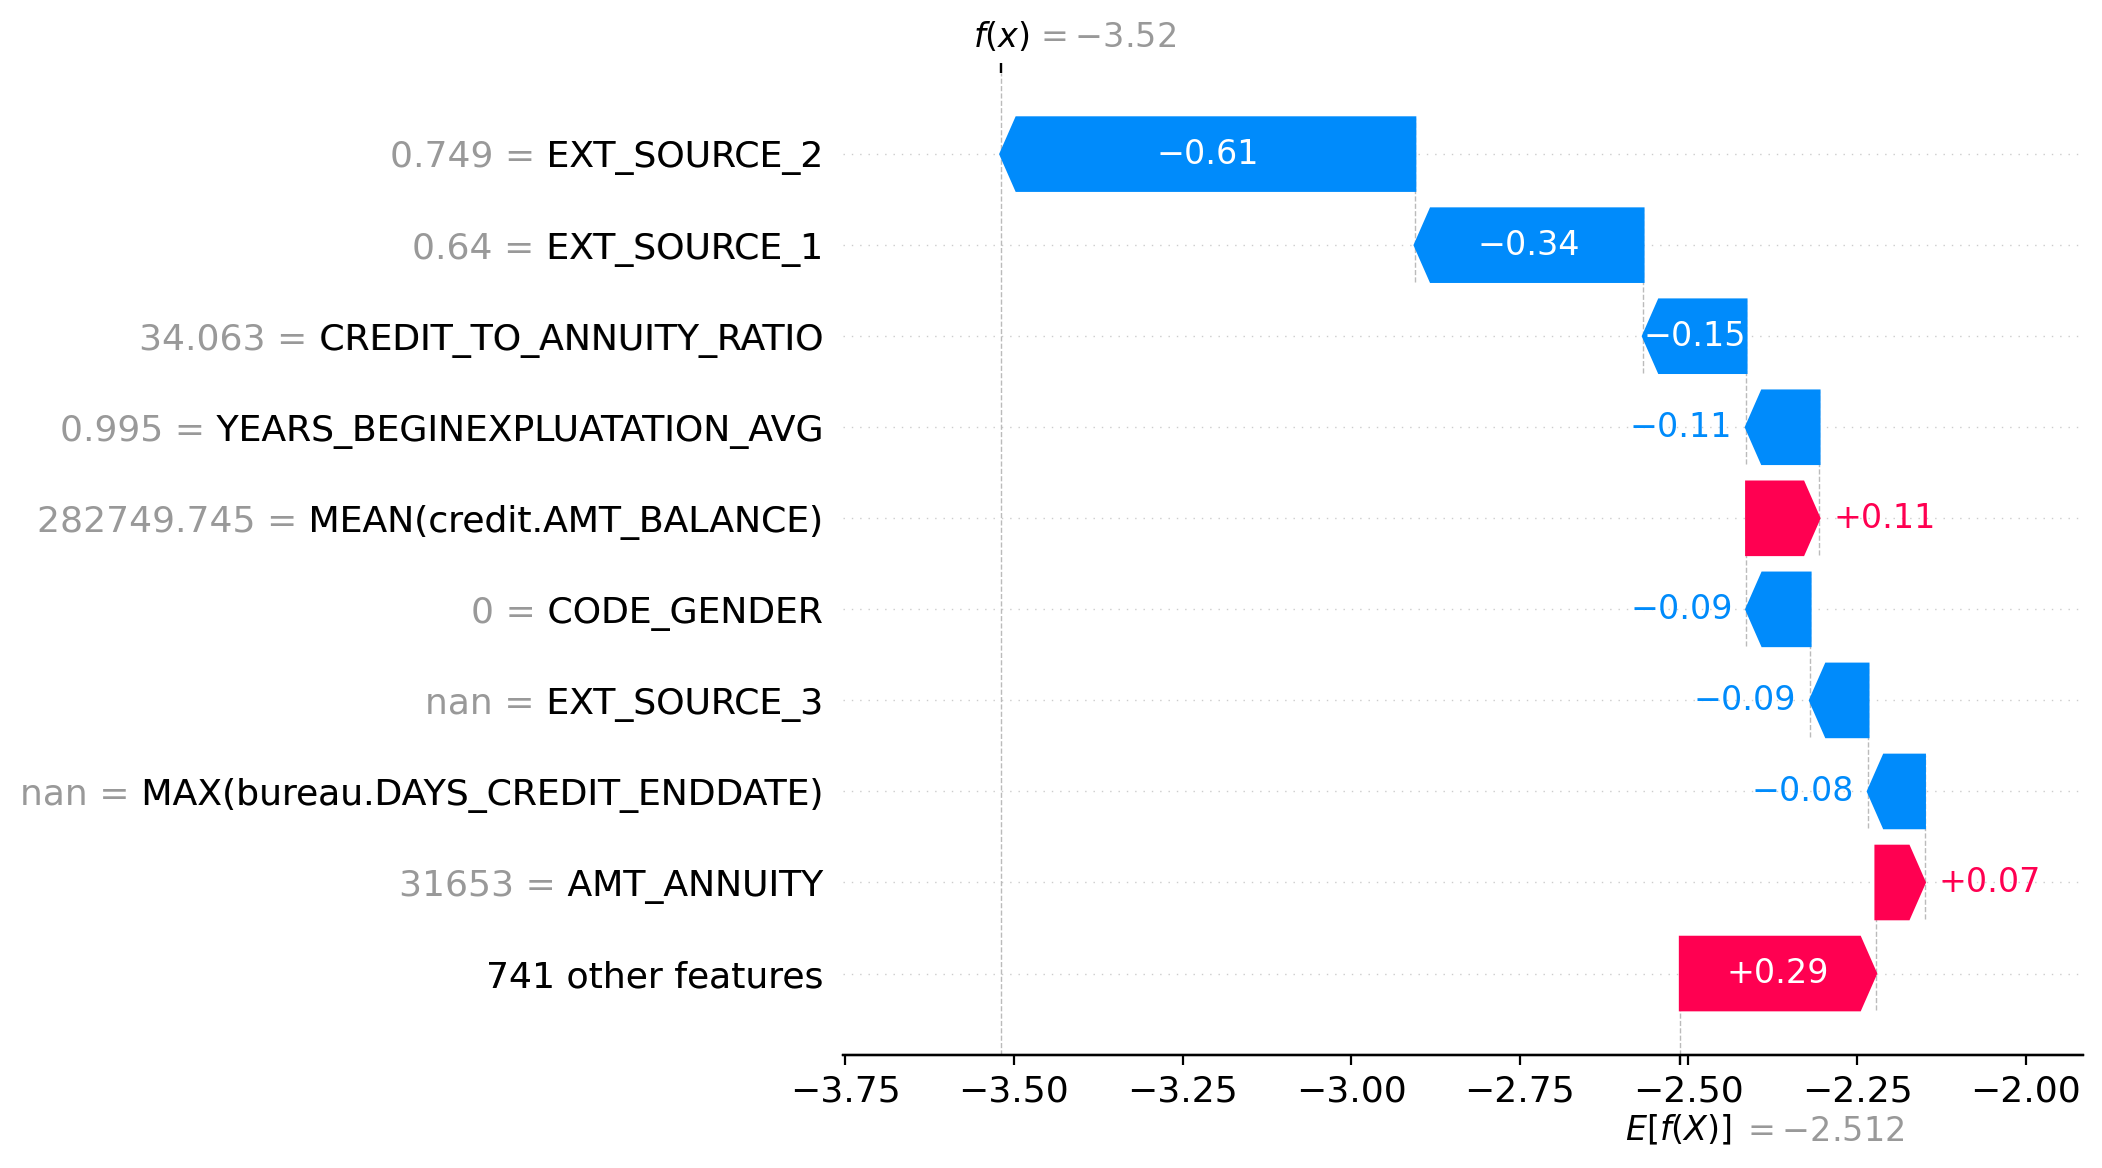 f(x) = −3.52
0.749 = EXT_SOURCE_2
−0.61
0.64 = EXT_SOURCE_1
−0.34
34.063 = CREDIT_TO_ANNUITY_RATIO
−0.15
0.995 = YEARS_BEGINEXPLUATATION_AVG
−0.11
282749.745 = MEAN(credit.AMT_BALANCE)
+0.11
0 = CODE_GENDER
−0.09
nan = EXT_SOURCE_3
−0.09
nan = MAX(bureau.DAYS_CREDIT_ENDDATE)
−0.08
31653 = AMT_ANNUITY
+0.07
741 other features
+0.29
−3.75 −3.50 −3.25 −3.00 −2.75 −2.50 −2.25 −2.00
E[f(X)] = −2.512